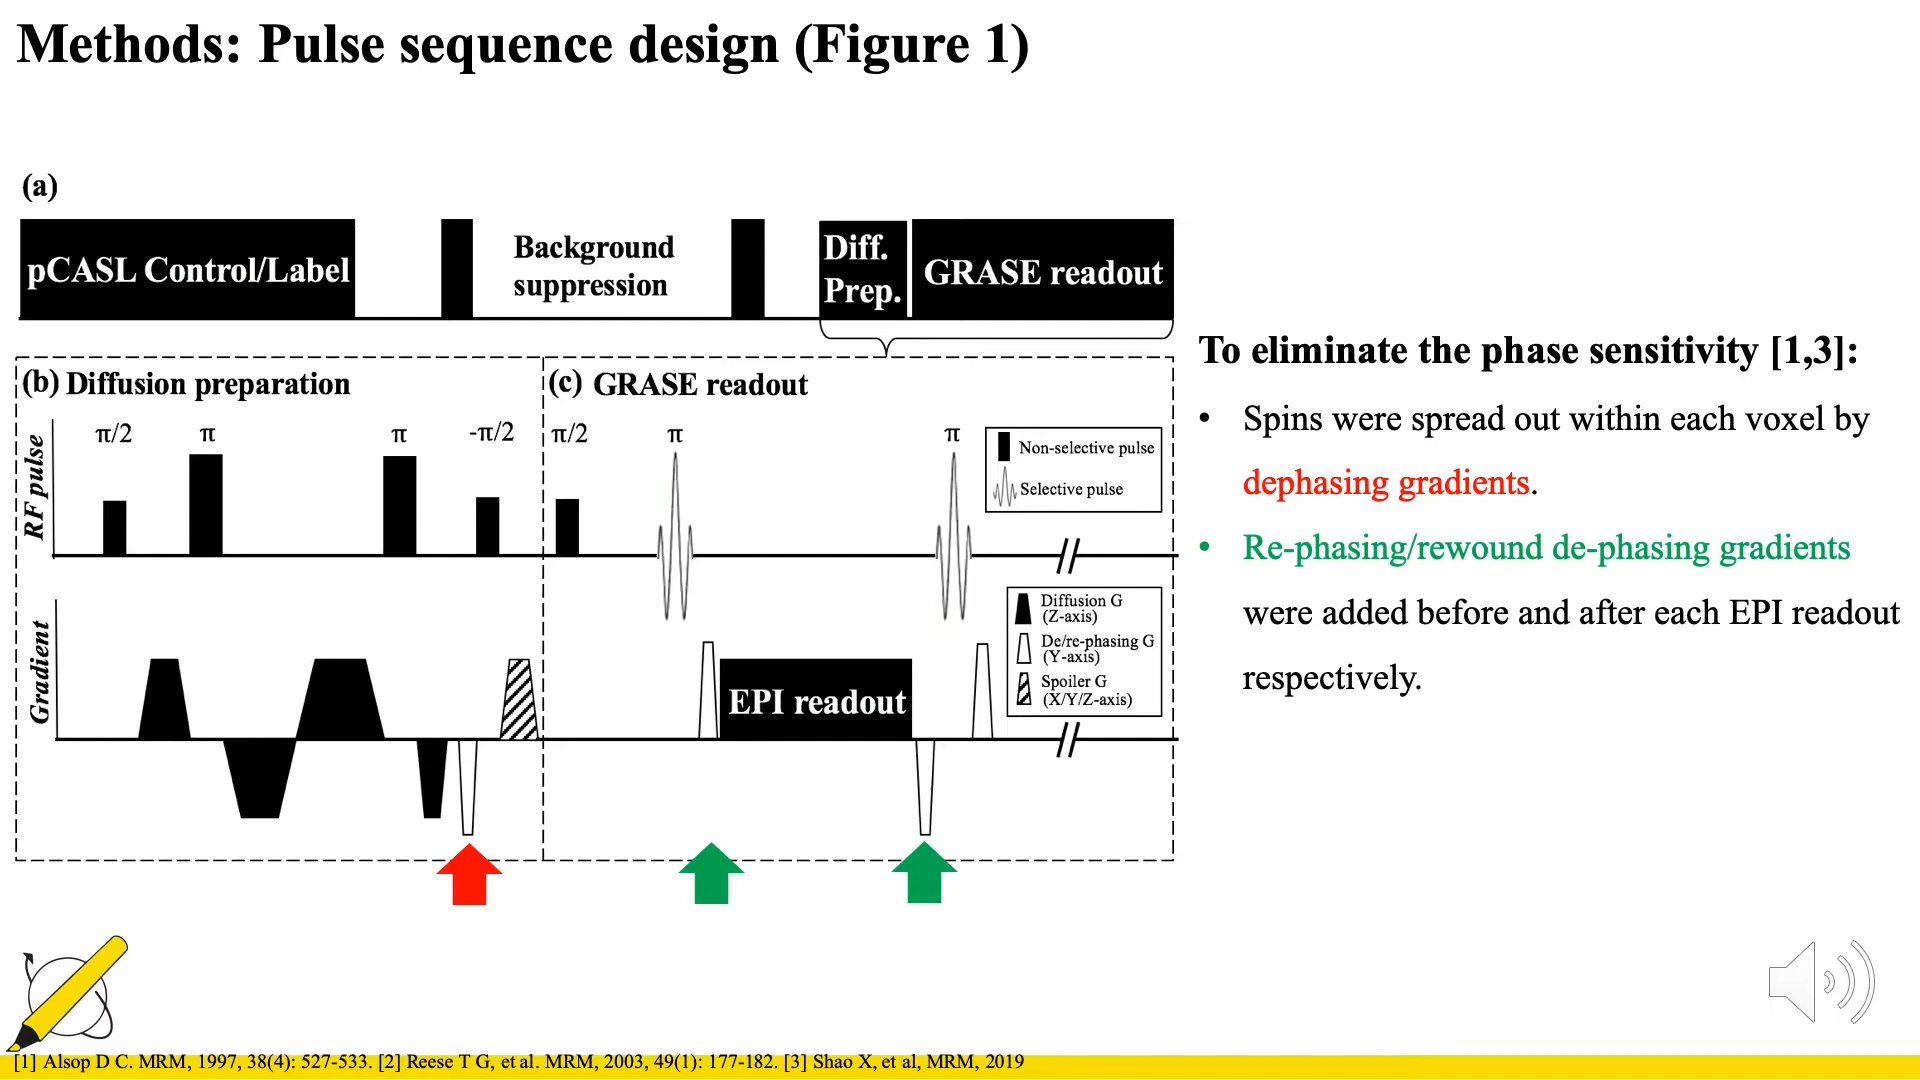 Methods: Pulse sequence design (Figure 1)
(a)
pCASL Control/Label
Background
suppression
Diff.
Prep.
GRASE readout
(b) Diffusion preparation
(c) GRASE readout
RF pulse
π/2
π
π
-π/2
π/2
π
π
Non-selective pulse
Selective pulse
Gradient
EPI readout
Diffusion G
(Z-axis)
De/re-phasing G
(Y-axis)
Spoiler G
(X/Y/Z-axis)
To eliminate the phase sensitivity [1,3]:
• Spins were spread out within each voxel by
dephasing gradients.
• Re-phasing/rewound de-phasing gradients
were added before and after each EPI readout
respectively.
[1] Alsop D C. MRM, 1997, 38(4): 527-533. [2] Reese T G, et al. MRM, 2003, 49(1): 177-182. [3] Shao X, et al, MRM, 2019